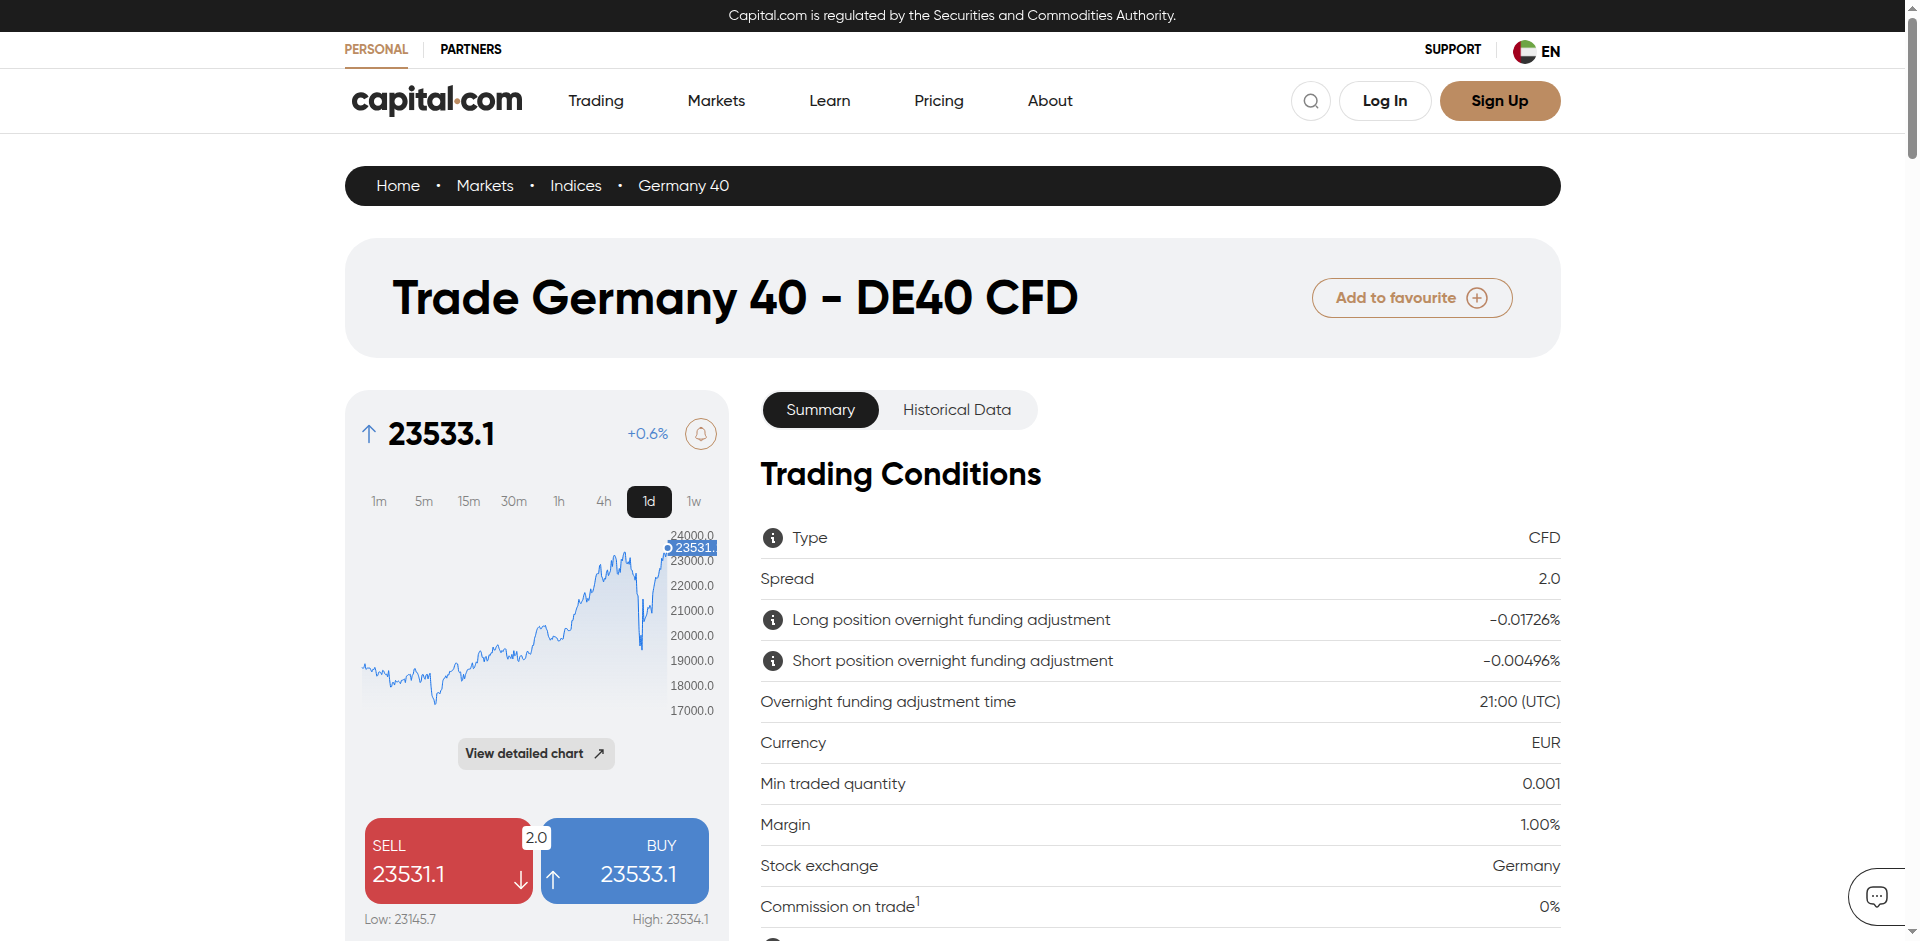 Capital.com is regulated by the Securities and Commodities Authority.
PERSONAL PARTNERS SUPPORT EN
capital.com Trading Markets Learn Pricing About Log In Sign Up
Home • Markets • Indices • Germany 40
Trade Germany 40 - DE40 CFD Add to favourite
23533.1 +0.6%
1m 5m 15m 30m 1h 4h 1d 1w
24000.0
23531.
23000.0
22000.0
21000.0
20000.0
19000.0
18000.0
17000.0
View detailed chart
2.0
SELL BUY
23531.1 23533.1
Low: 23145.7 High: 23534.1
Summary Historical Data
Trading Conditions
Type CFD
Spread 2.0
Long position overnight funding adjustment -0.01726%
Short position overnight funding adjustment -0.00496%
Overnight funding adjustment time 21:00 (UTC)
Currency EUR
Min traded quantity 0.001
Margin 1.00%
Stock exchange Germany
Commission on trade1 0%